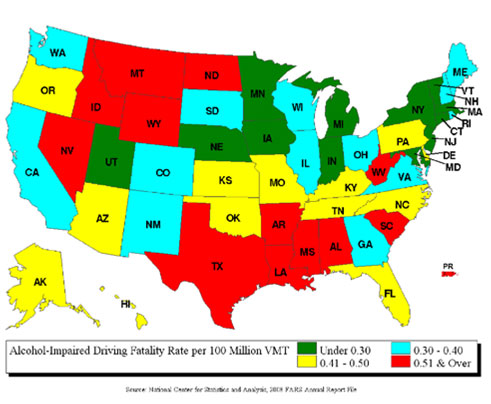 WA
MT
ND
ME
OR
MN
VT
ID
SD
WI
NH
WY
MI
NY
MA
RI
CT
IA
PA
NJ
NV
NE
OH
DE
UT
IL
IN
MD
CA
CO
WV
VA
KS
MO
KY
NC
TN
AZ
NM
OK
AR
SC
MS
AL
GA
TX
LA
PR
AK
HI
FL
Alcohol-Impaired Driving Fatality Rate per 100 Million VMT
Under 0.30
0.30 - 0.40
0.41 - 0.50
0.51 & Over
Source: National Center for Statistics and Analysis, 2008 FARS Annual Report File